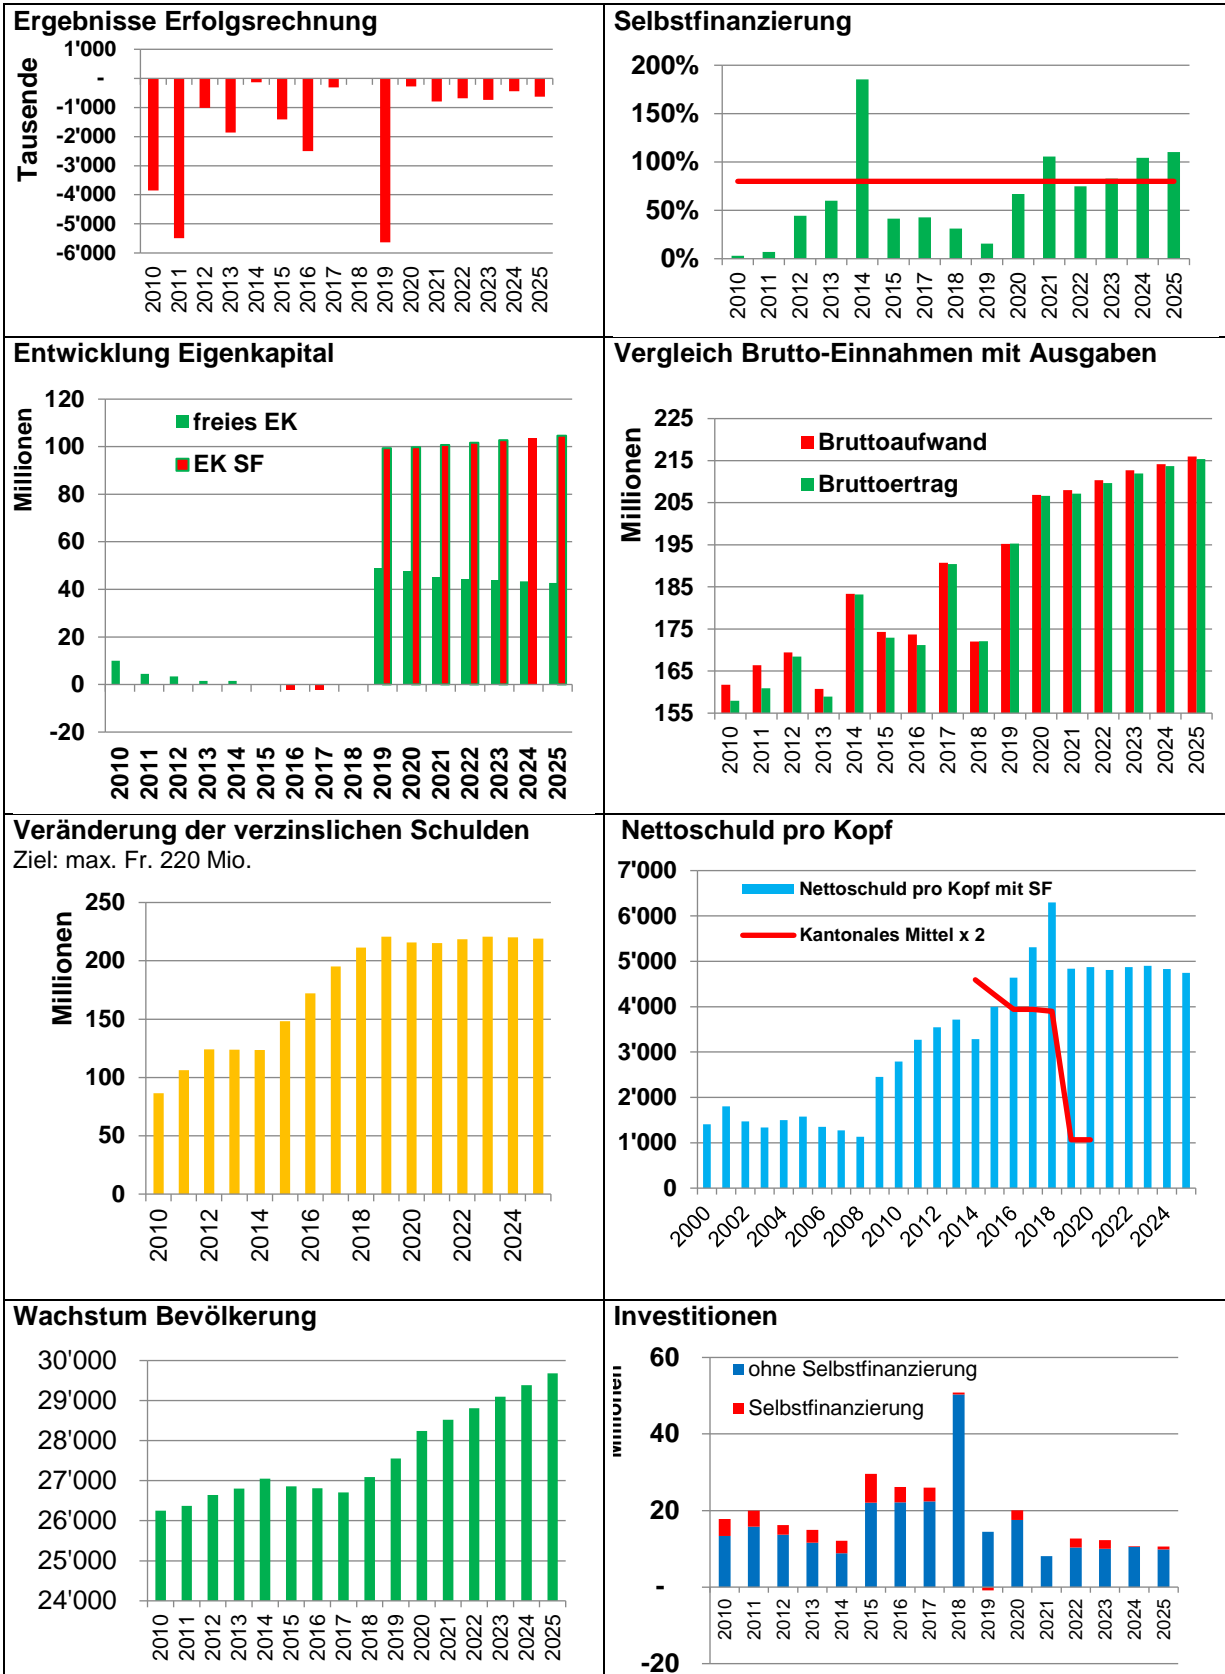 Ergebnisse Erfolgsrechnung
Tausende
1'000
-
-1'000
-2'000
-3'000
-4'000
-5'000
-6'000
2010 2011 2012 2013 2014 2015 2016 2017 2018 2019 2020 2021 2022 2023 2024 2025
Selbstfinanzierung
200%
150%
100%
50%
0%
2010 2011 2012 2013 2014 2015 2017 2018 2019 2020 2021 2022 2023 2024 2025
Entwicklung Eigenkapital
Millionen
120
100
80
60
40
20
0
-20
freies EK
EK SF
2010 2011 2012 2013 2014 2015 2016 2017 2018 2019 2020 2021 2022 2023 2024 2025
Vergleich Brutto-Einnahmen mit Ausgaben
Millionen
225
215
205
195
185
175
165
155
Bruttoaufwand
Bruttoertrag
2010 2011 2012 2013 2014 2015 2016 2017 2018 2019 2020 2021 2022 2023 2024 2025
Veränderung der verzinslichen Schulden
Ziel: max. Fr. 220 Mio.
Millionen
250
200
150
100
50
0
2010 2012 2014 2016 2018 2020 2022 2024
Nettoschuld pro Kopf
7'000
6'000
5'000
4'000
3'000
2'000
1'000
0
Nettoschuld pro Kopf mit SF
Kantonales Mittel x 2
2000 2002 2004 2006 2008 2010 2012 2014 2016 2018 2020 2022 2024
Wachstum Bevölkerung
30'000
29'000
28'000
27'000
26'000
25'000
24'000
2010 2011 2012 2013 2014 2015 2016 2017 2018 2019 2020 2021 2022 2023 2024 2025
Investitionen
Millionen
60
40
20
-
-20
ohne Selbstfinanzierung
Selbstfinanzierung
2010 2011 2012 2013 2014 2015 2016 2017 2018 2019 2020 2021 2022 2023 2024 2025